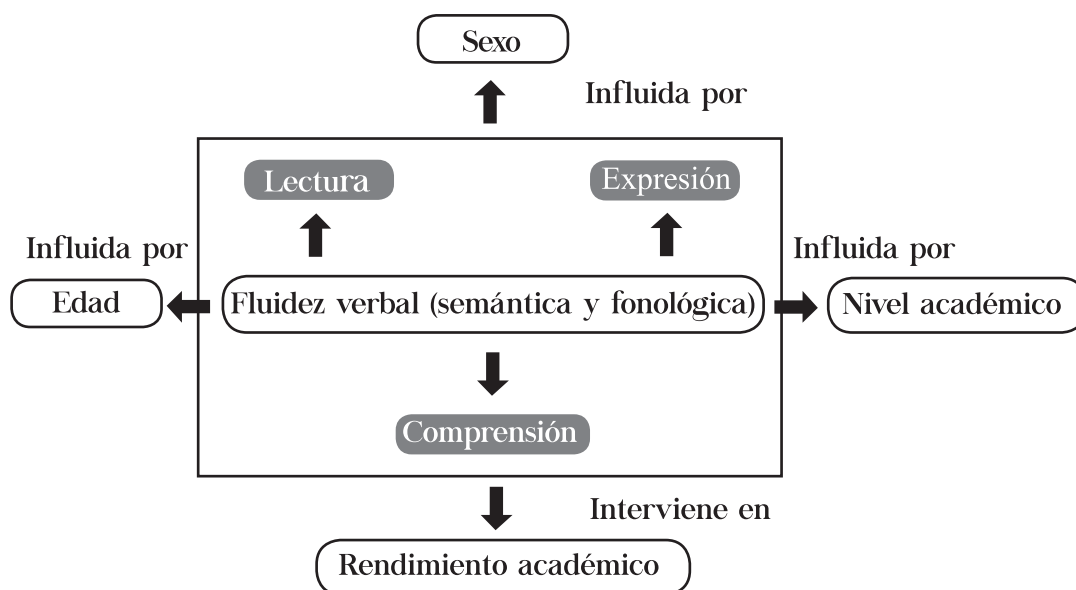 Sexo
Influida por
Lectura
Expresión
Influida por
Influida por
Edad
Fluidez verbal (semántica y fonológica)
Nivel académico
Comprensión
Interviene en
Rendimiento académico